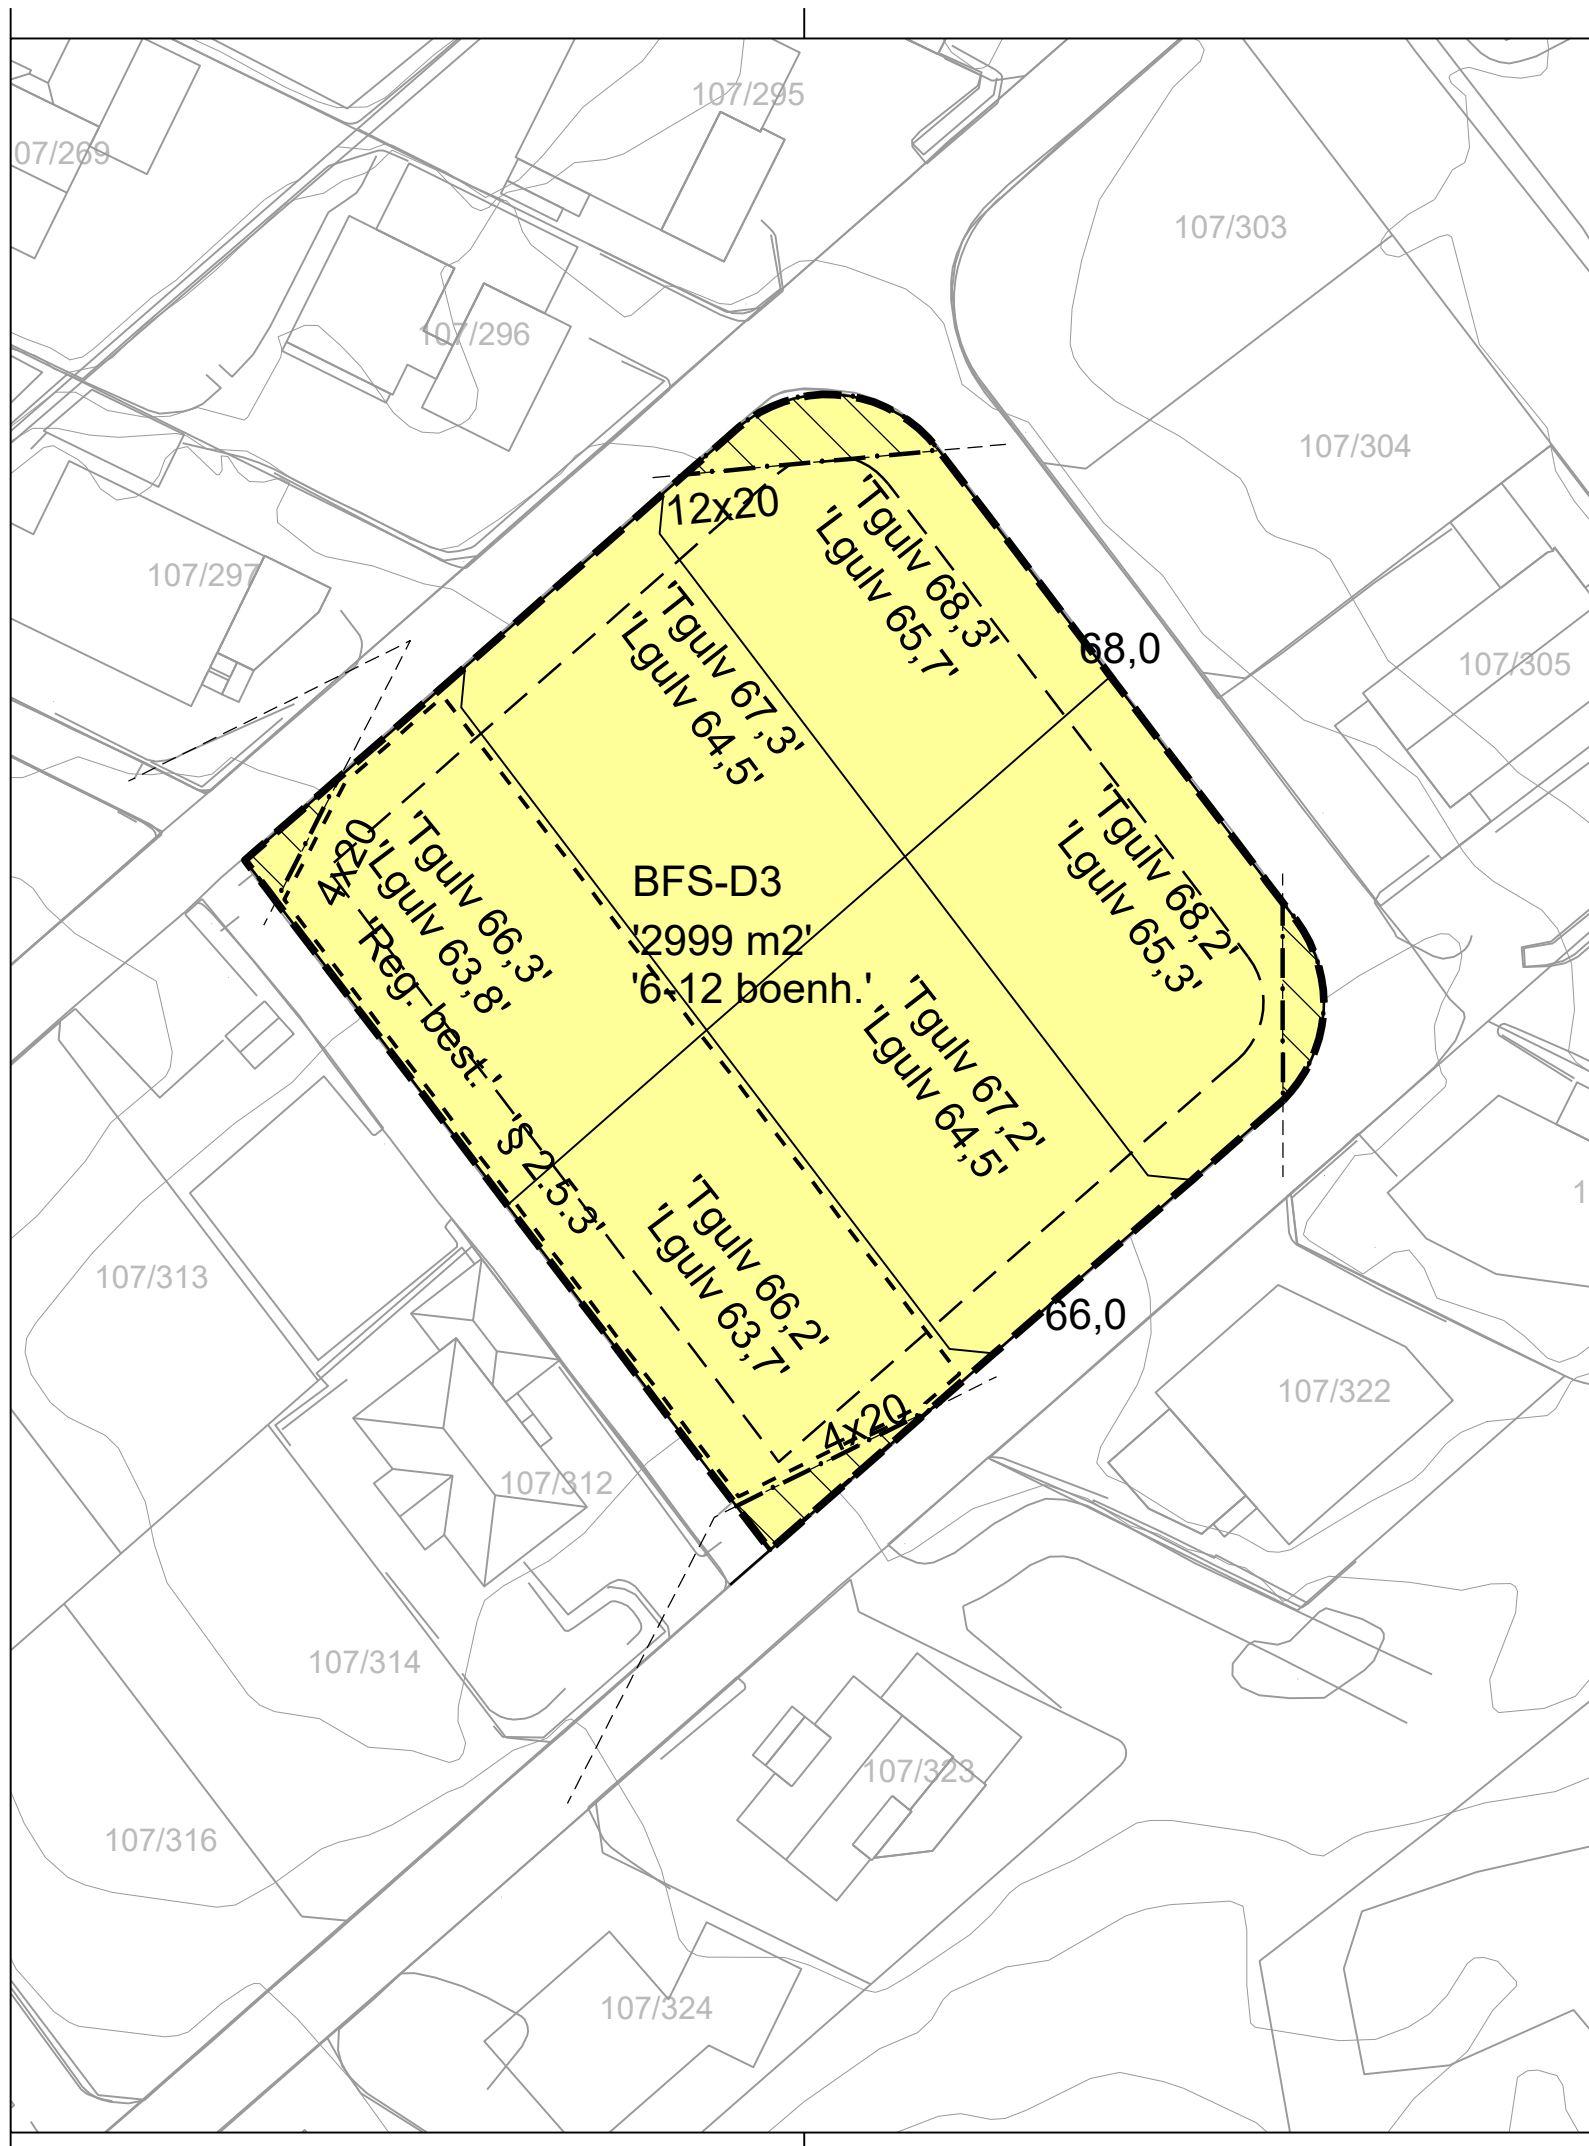 107/295
07/269
107/303
107/296
107/304
12x20
'Tgulv 68,3'
'Lgulv 65,7'
107/297
'Tgulv 67,3'
'Lgulv 64,5'
68,0
107/305
4x20
'Tgulv 66,3'
'Lgulv 63,8'
'Tgulv 68,2'
'Lgulv 65,3'
BFS-D3
'2999 m2'
'6-12 boenh.'
'Reg. best.' '§ 2.5.3'
'Tgulv 67,2'
'Lgulv 64,5'
1
107/313
'Tgulv 66,2'
'Lgulv 63,7'
66,0
107/322
4x20
107/312
107/314
107/323
107/316
107/324